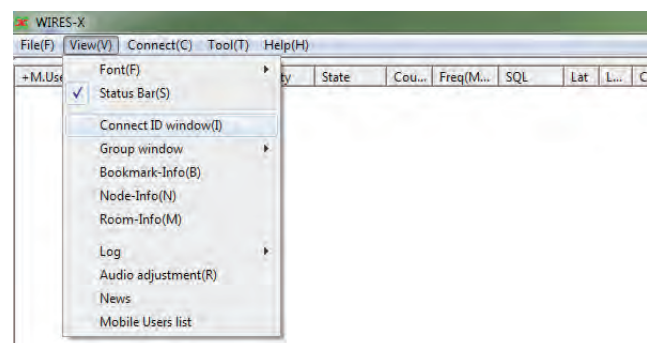 WIRES-X
File(F) View(V) Connect(C) Tool(T) Help(H)
+M.Use ty State Cou... Freq(M... SQL Lat L... C
Font(F)
Status Bar(S)
Connect ID window(I)
Group window
Bookmark-Info(B)
Node-Info(N)
Room-Info(M)
Log
Audio adjustment(R)
News
Mobile Users list